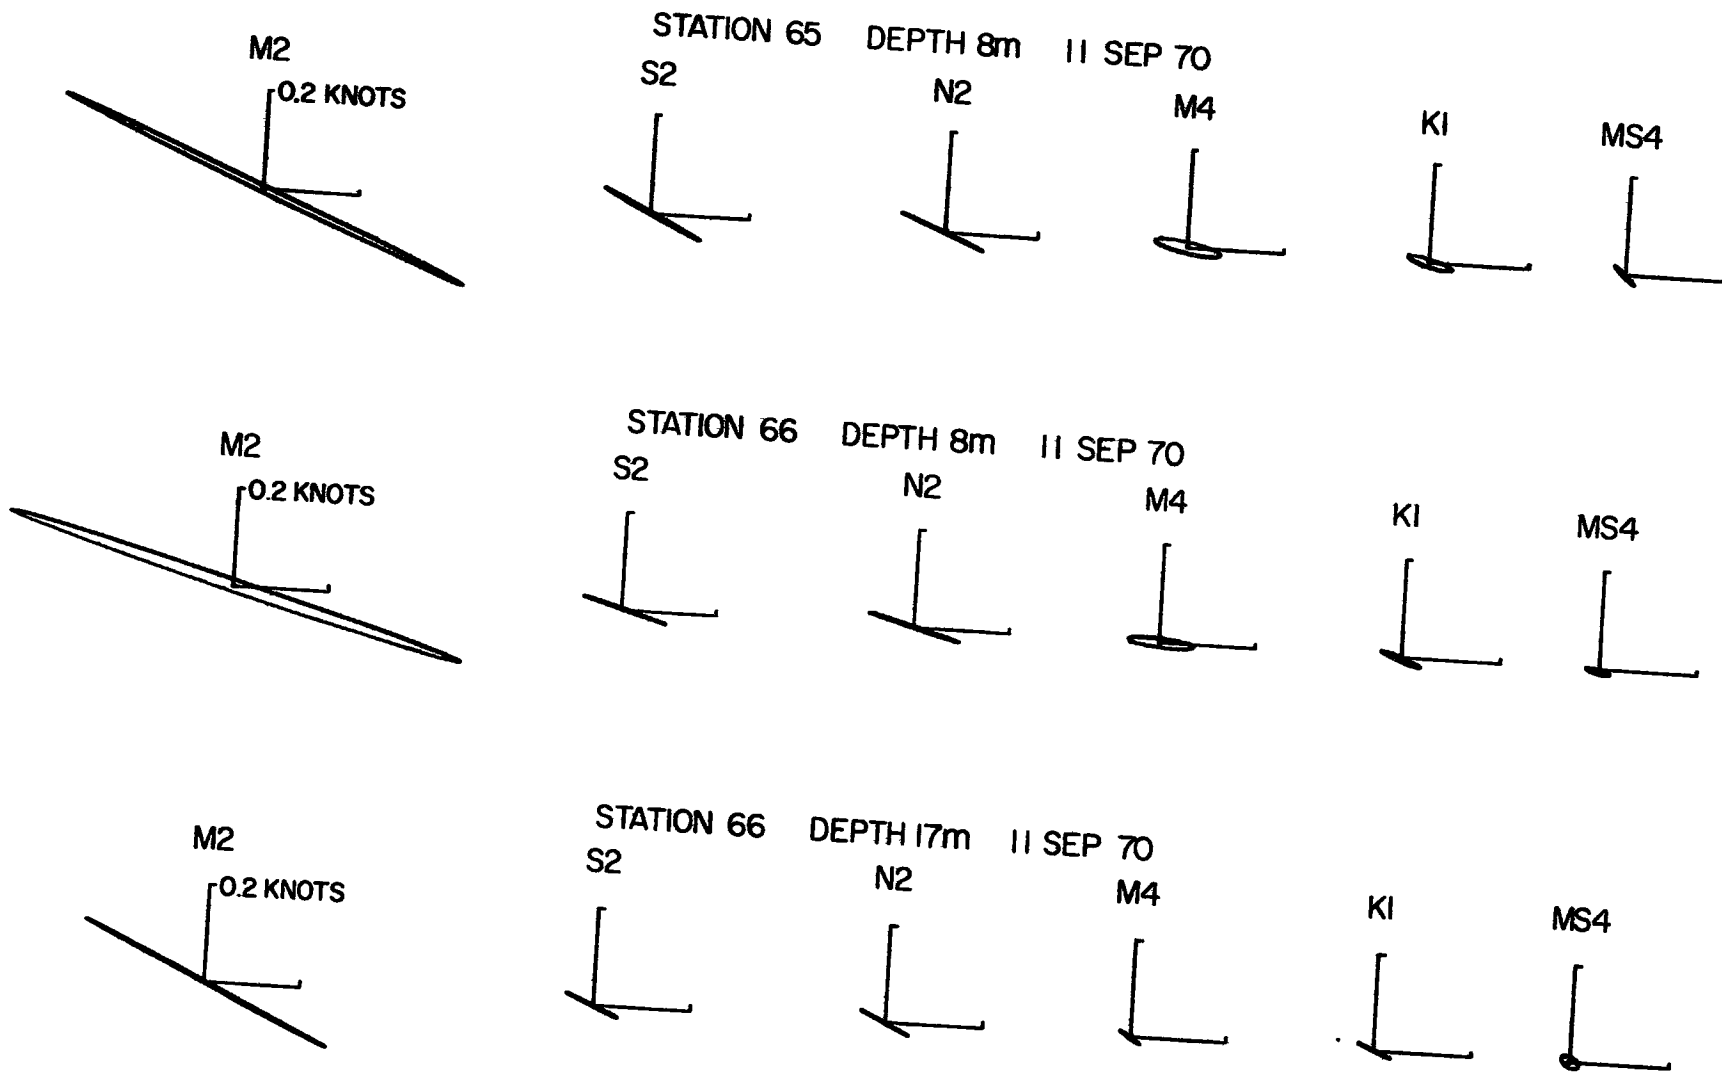 STATION 65 DEPTH 8m 11 SEP 70
M2 S2 N2 M4 K1 MS4
0.2 KNOTS
STATION 66 DEPTH 8m 11 SEP 70
M2 S2 N2 M4 K1 MS4
0.2 KNOTS
STATION 66 DEPTH 17m 11 SEP 70
M2 S2 N2 M4 K1 MS4
0.2 KNOTS